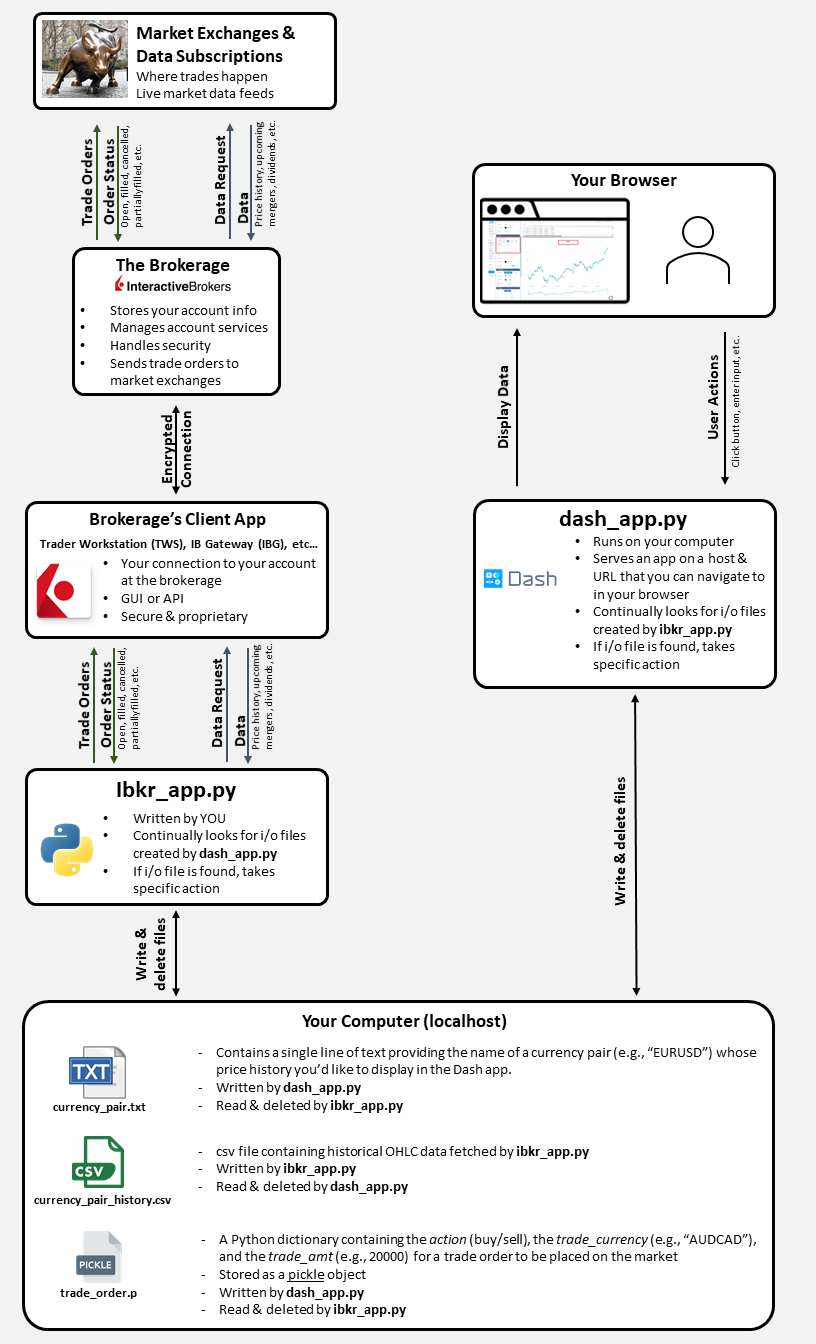 Market Exchanges &
Data Subscriptions
Where trades happen
Live market data feeds
Trade Orders
Order Status
Open, filled, cancelled,
partially filled, etc.
Data Request
Data
Price history, upcoming
mergers, dividends, etc.
The Brokerage
InteractiveBrokers
• Stores your account info
• Manages account services
• Handles security
• Sends trade orders to
market exchanges
Encrypted
Connection
Brokerage’s Client App
Trader Workstation (TWS), IB Gateway (IBG), etc…
• Your connection to your account
at the brokerage
• GUI or API
• Secure & proprietary
Trade Orders
Order Status
Open, filled, cancelled,
partially filled, etc.
Data Request
Data
Price history, upcoming
mergers, dividends, etc.
Ibkr_app.py
• Written by YOU
• Continually looks for i/o files
created by dash_app.py
• If i/o file is found, takes
specific action
Write &
delete files
Your Browser
Display Data
User Actions
Click button, enter input, etc..
dash_app.py
Dash
• Runs on your computer
• Serves an app on a host &
URL that you can navigate to
in your browser
• Continually looks for i/o files
created by ibkr_app.py
• If i/o file is found, takes
specific action
Write & delete files
Your Computer (localhost)
TXT
currency_pair.txt
- Contains a single line of text providing the name of a currency pair (e.g., “EURUSD”) whose
price history you’d like to display in the Dash app.
- Written by dash_app.py
- Read & deleted by ibkr_app.py
CSV
currency_pair_history.csv
- csv file containing historical OHLC data fetched by ibkr_app.py
- Written by ibkr_app.py
- Read & deleted by dash_app.py
PICKLE
trade_order.p
- A Python dictionary containing the action (buy/sell), the trade_currency (e.g., “AUDCAD”),
and the trade_amt (e.g., 20000) for a trade order to be placed on the market
- Stored as a pickle object
- Written by dash_app.py
- Read & deleted by ibkr_app.py